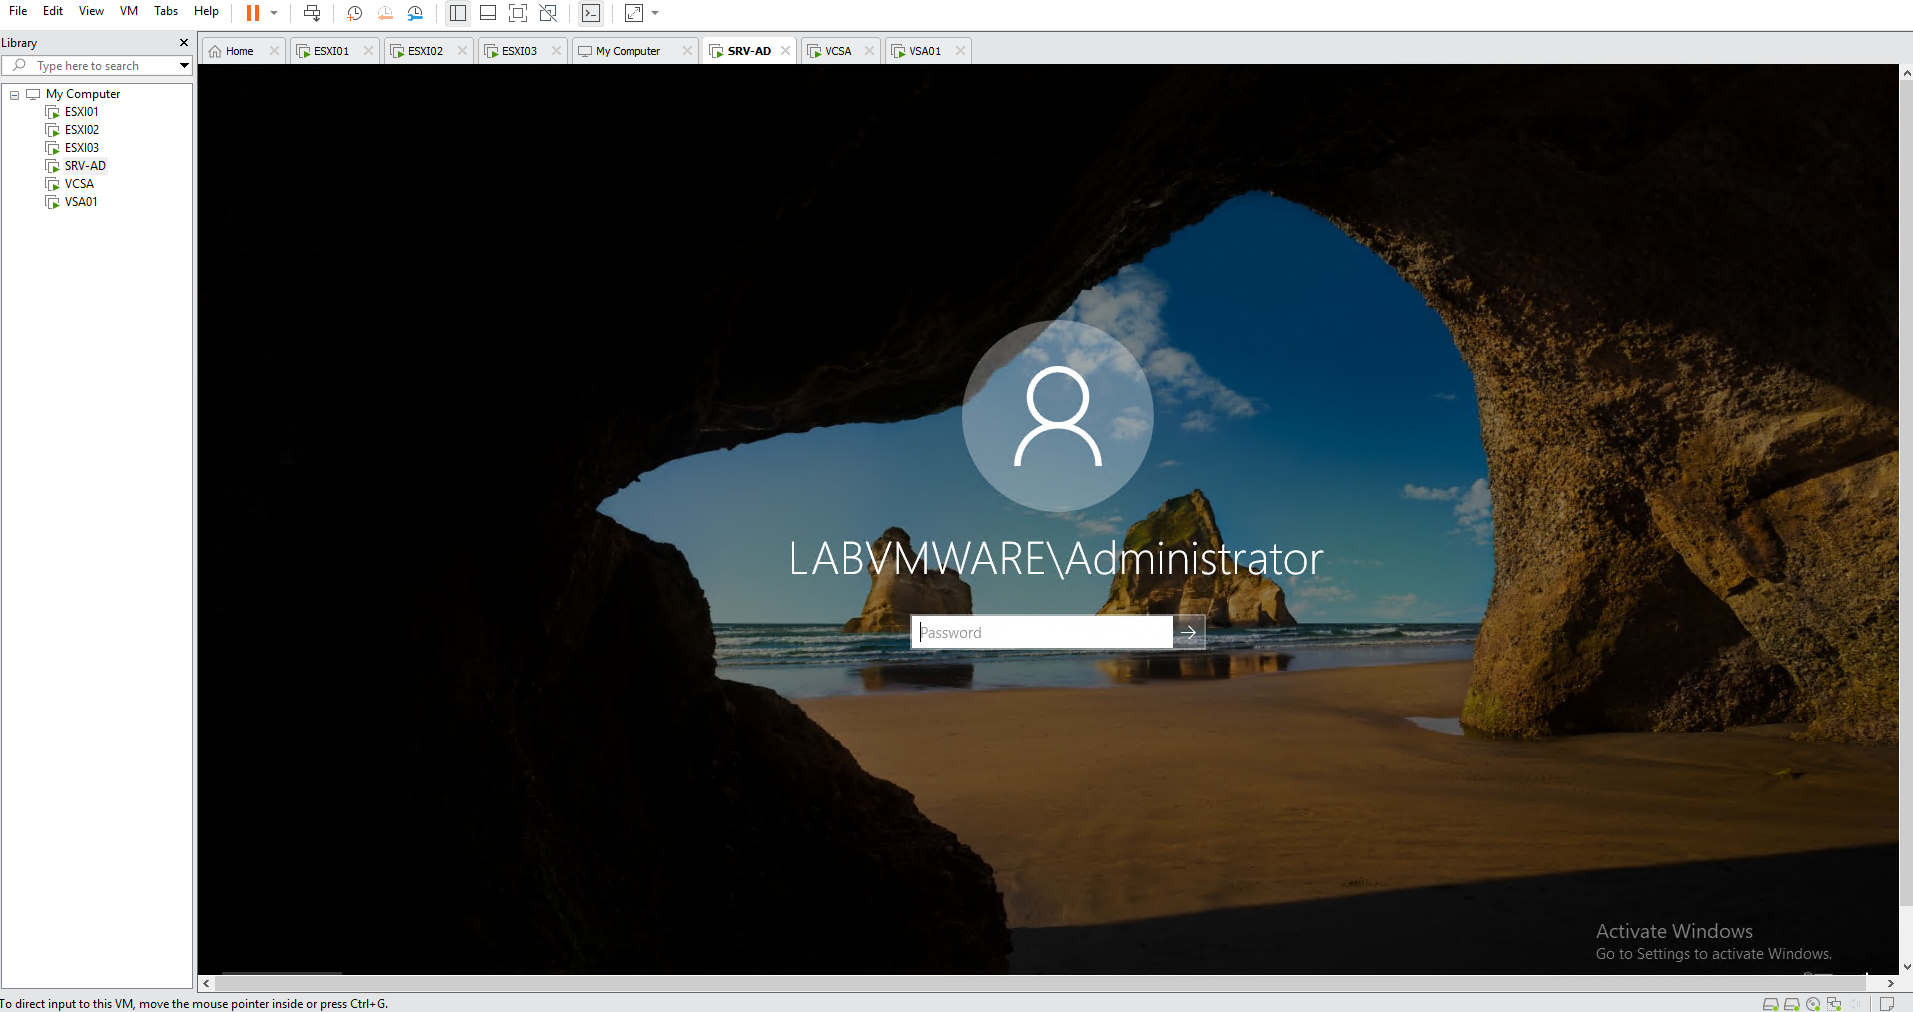 File Edit View VM Tabs Help
Library
Type here to search
Home ESXI01 ESXI02 ESXI03 My Computer SRV-AD VCSA VSA01
My Computer
ESXI01
ESXI02
ESXI03
SRV-AD
VCSA
VSA01
LABVMWARE\Administrator
Password
Activate Windows
Go to Settings to activate Windows.
To direct input to this VM, move the mouse pointer inside or press Ctrl+G.